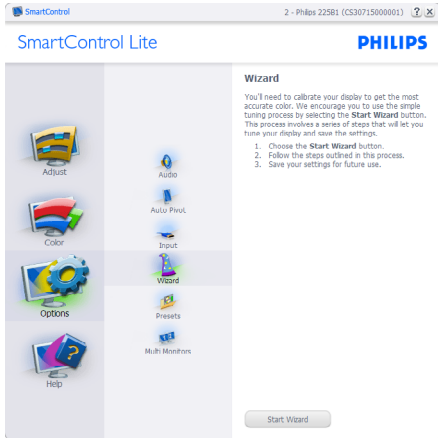 SmartControl
2 - Philips 225B1 (CS30715000001) ? x
SmartControl Lite
PHILIPS
Adjust
Color
Options
Help
Audio
Auto Pivot
Input
Wizard
Presets
Multi Monitors
Wizard
You'll need to calibrate your display to get the most
accurate color. We encourage you to use the simple
tuning process by selecting the Start Wizard button.
This process involves a series of steps that will let you
tune your display and save the settings.
1. Choose the Start Wizard button.
2. Follow the steps outlined in this process.
3. Save your settings for future use.
Start Wizard